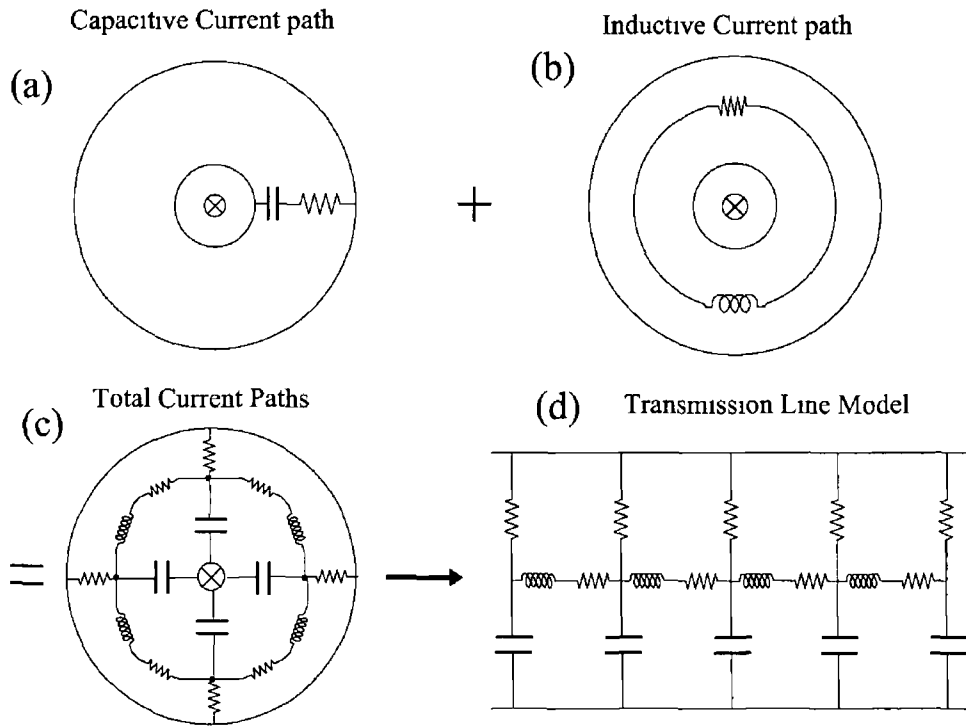 Capacitive Current path
Inductive Current path
(a)
(b)
+
Total Current Paths
(c)
(d)
Transmission Line Model
=